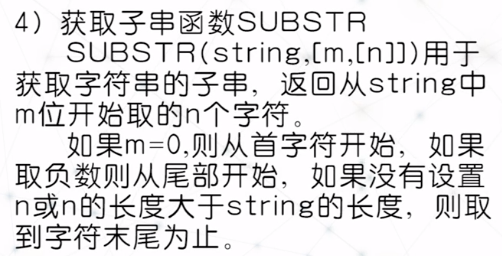 4）获取子串函数SUBSTR
SUBSTR(string,[m,[n]])用于
获取字符串的子串，返回从string中
m位开始取的n个字符。
如果m=0,则从首字符开始，如果
取负数则从尾部开始，如果没有设置
n或n的长度大于string的长度，则取
到字符末尾为止。